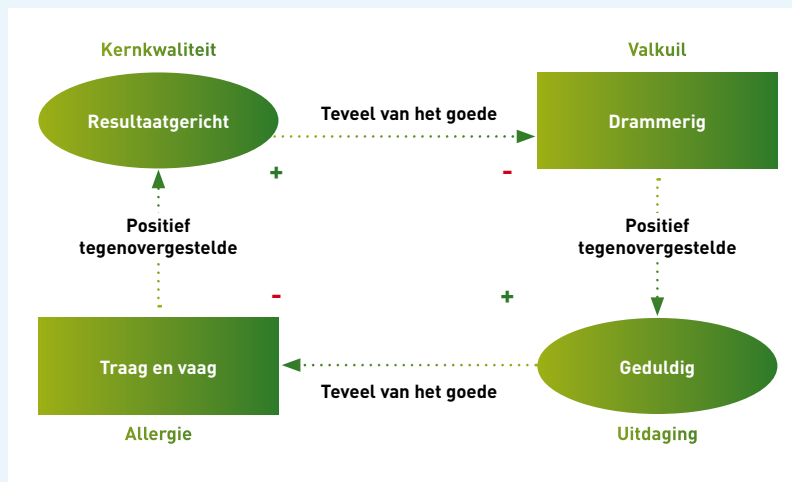 Kernkwaliteit
Valkuil
Resultaatgericht
Teveel van het goede
Drammerig
+
-
Positief
tegenovergestelde
Positief
tegenovergestelde
-
+
Traag en vaag
Teveel van het goede
Geduldig
Allergie
Uitdaging